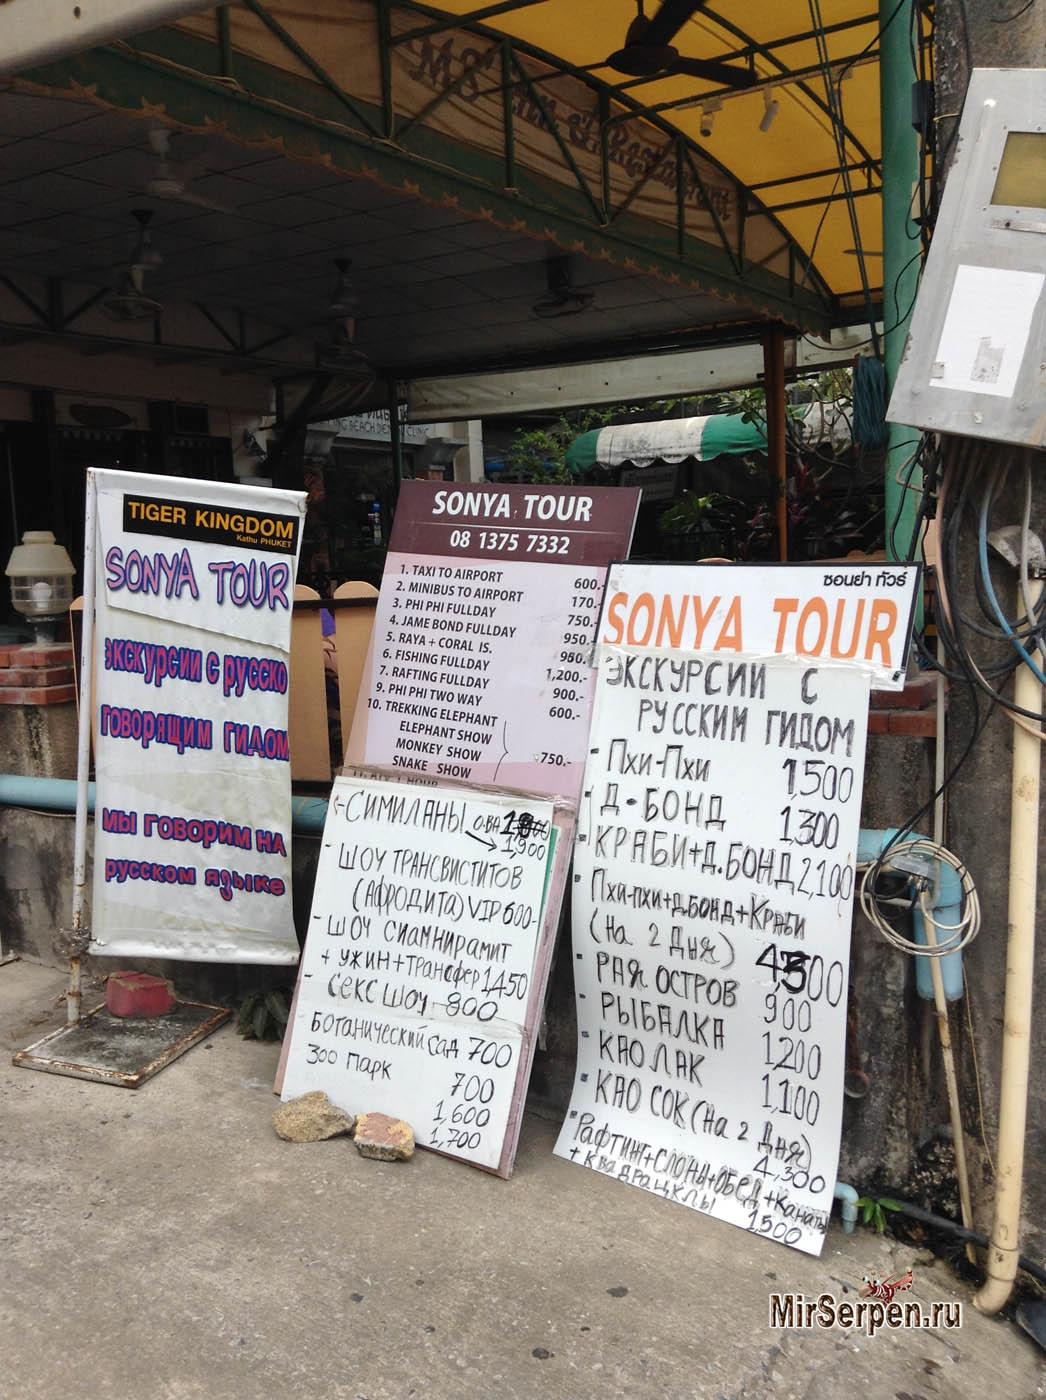 TIGER KINGDOM
Kathu PHUKET
SONYA TOUR
экскурсии с русско
говорящим гидом
мы говорим на
русском языке
SONYA TOUR
08 1375 7332
1. TAXI TO AIRPORT 600.-
2. MINIBUS TO AIRPORT 170.-
3. PHI PHI FULLDAY 750.-
4. JAME BOND FULLDAY 950.-
5. RAYA + CORAL IS. 980.-
6. FISHING FULLDAY 1,200.-
7. RAFTING FULLDAY 900.-
9. PHI PHI TWO WAY 600.-
10. TREKKING ELEPHANT
ELEPHANT SHOW
MONKEY SHOW 750.-
SNAKE SHOW
- СИМИЛАНЫ О-ВА
1,900
- ШОУ ТРАНСВИСТИТОВ
(АФРОДИТА) VIP 600-
- ШОУ СИАМНИРАМИТ
+ УЖИН + ТРАНСФЕР 1,450
- СЕКС ШОУ - 800
БОТАНИЧЕСКИЙ САД 700
ЗОО ПАРК 700
1,600
1,700
ซอนย่า ทัวร์
SONYA TOUR
ЭКСКУРСИИ С
РУССКИМ ГИДОМ
ПХИ-ПХИ 1,500
Д-БОНД 1,300
КРАБИ+Д.БОНД 2,100
ПХИ-ПХИ+Д.БОНД+КРАБИ
(НА 2 ДНЯ) 4,500
РАЯ ОСТРОВ 900
РЫБАЛКА 1,200
КАО ЛАК 1,100
КАО СОК (НА 2 ДНЯ)
4,300
РАФТИНГ+СЛОНЫ+ОБЕД+КАНАТЫ
+КВАДРАЦИКЛЫ 1,500
MirSerpen.ru